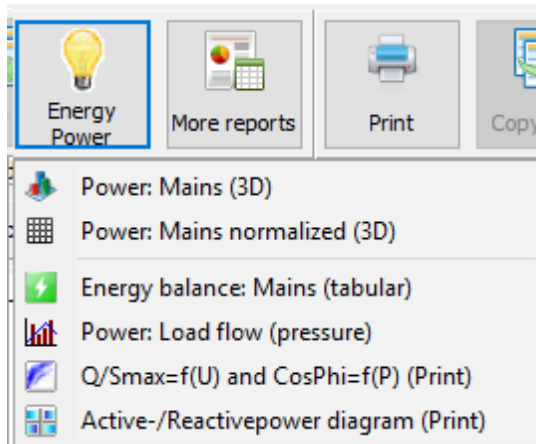 Energy
Power
More reports
Print
Copy
Power: Mains (3D)
Power: Mains normalized (3D)
Energy balance: Mains (tabular)
Power: Load flow (pressure)
Q/Smax=f(U) and CosPhi=f(P) (Print)
Active-/Reactivepower diagram (Print)